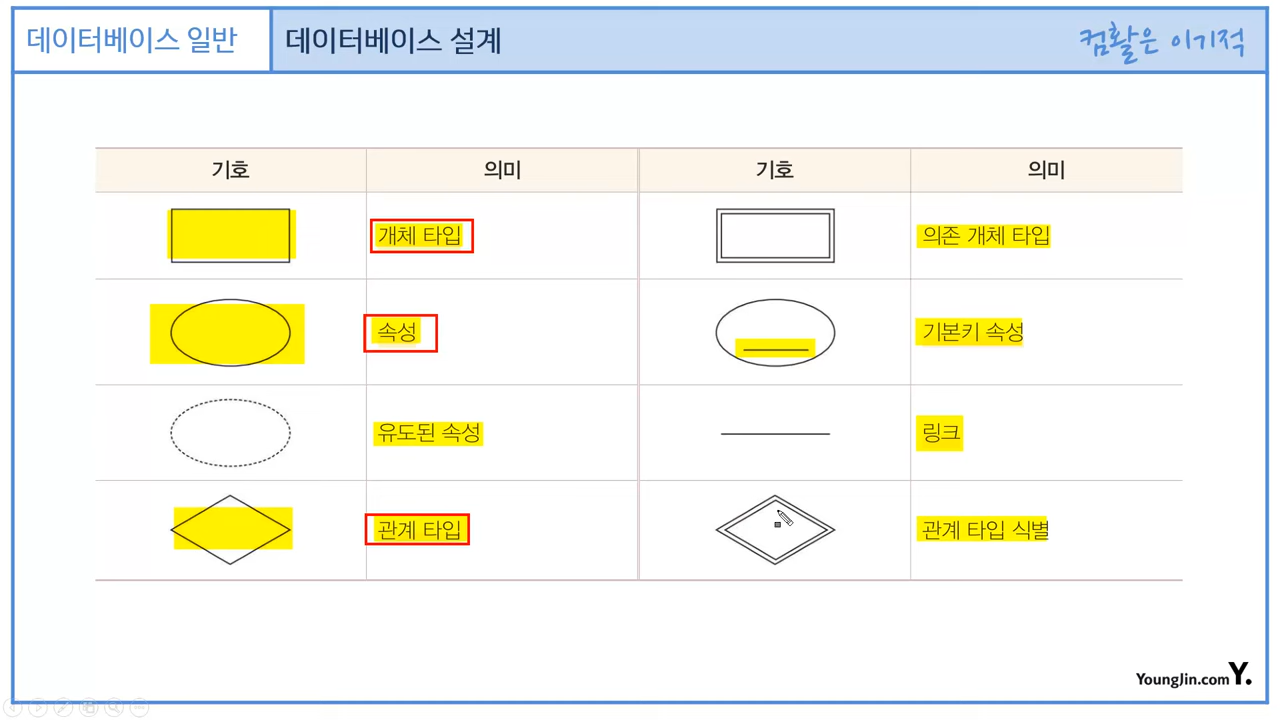 데이터베이스 일반
데이터베이스 설계
컴활은 이기적
기호 의미 기호 의미
개체 타입 의존 개체 타입
속성 기본키 속성
유도된 속성 링크
관계 타입 관계 타입 식별
YoungJin.com Y.